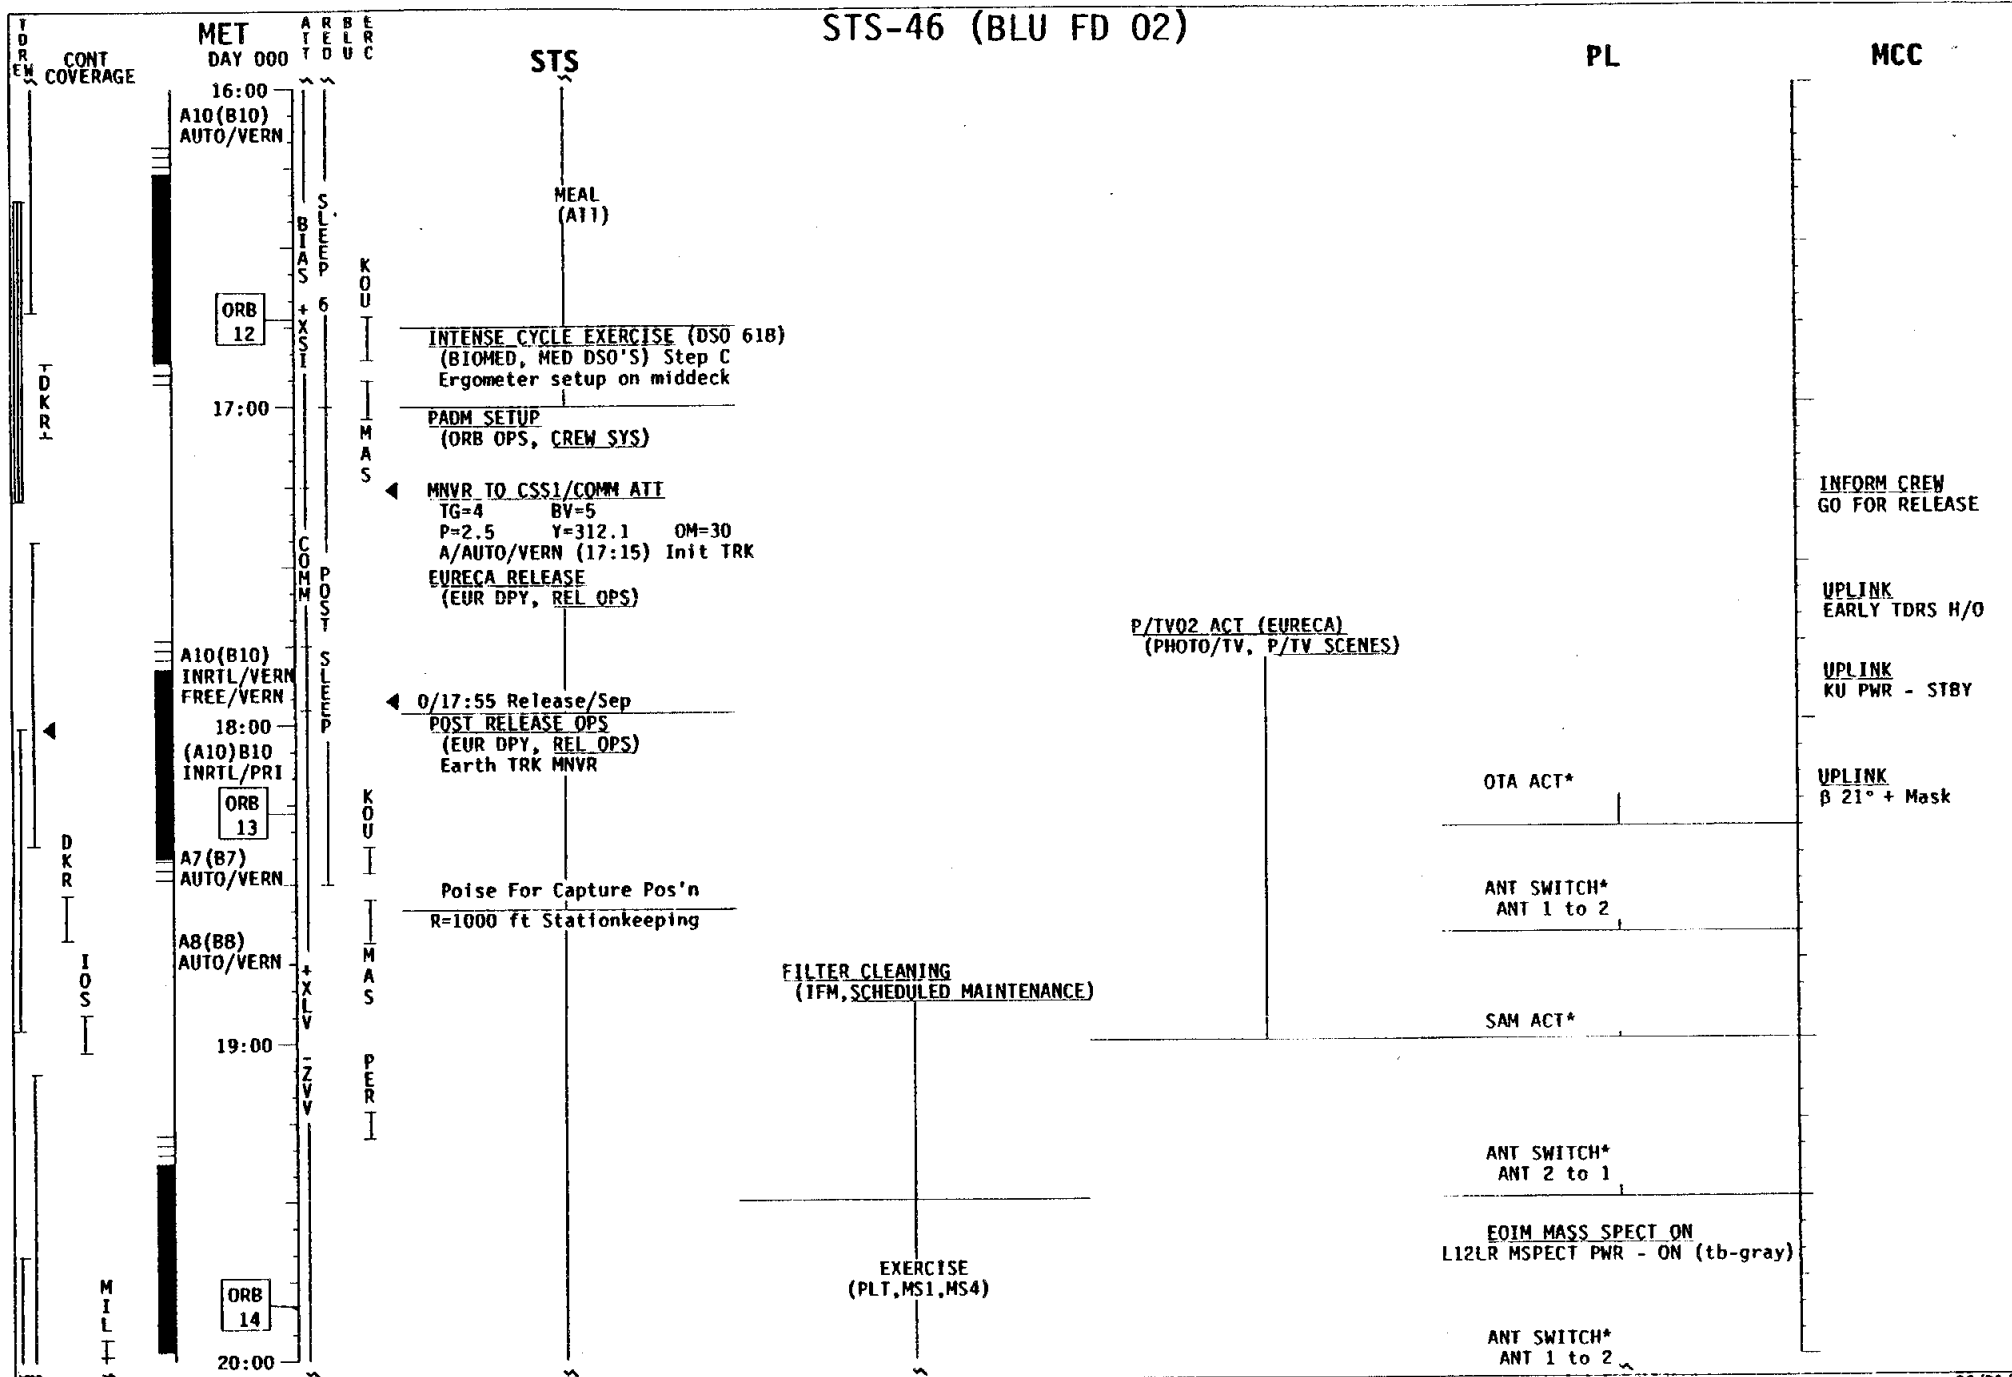 STS-46 (BLU FD 02)
TDRE W
CONT
COVERAGE
MET
DAY 000
ATT
RED
BLU
ERC
STS
PL
MCC
16:00
A10(B10)
AUTO/VERN
MEAL
(All)
BIAS +XSI
SLEEP 6
KOU
ORB
12
INTENSE CYCLE EXERCISE (DSO 618)
(BIOMED, MED DSO'S) Step C
Ergometer setup on middeck
DKR
17:00
PADM SETUP
(ORB OPS, CREW SYS)
MAS
MNVR TO CSS1/COMM ATT
TG=4 BV=5
P=2.5 Y=312.1 OM=30
A/AUTO/VERN (17:15) Init TRK
INFORM CREW
GO FOR RELEASE
COMM
POST SLEEP
EURECA RELEASE
(EUR DPY, REL OPS)
UPLINK
EARLY TDRS H/O
P/TV02 ACT (EURECA)
(PHOTO/TV, P/TV SCENES)
A10(B10)
INRTL/VERN
FREE/VERN
UPLINK
KU PWR - STBY
0/17:55 Release/Sep
18:00
POST RELEASE OPS
(EUR DPY, REL OPS)
Earth TRK MNVR
(A10)B10
INRTL/PRI
OTA ACT*
UPLINK
β 21° + Mask
ORB
13
KOU
DKR
A7(B7)
AUTO/VERN
Poise For Capture Pos'n
R=1000 ft Stationkeeping
ANT SWITCH*
ANT 1 to 2
A8(B8)
AUTO/VERN
IOS
MAS
+XLV -ZVV
FILTER CLEANING
(IFM,SCHEDULED MAINTENANCE)
SAM ACT*
19:00
PER
ANT SWITCH*
ANT 2 to 1
EOIM MASS SPECT ON
L12LR MSPECT PWR - ON (tb-gray)
EXERCISE
(PLT,MS1,MS4)
MIL
ORB
14
ANT SWITCH*
ANT 1 to 2
20:00